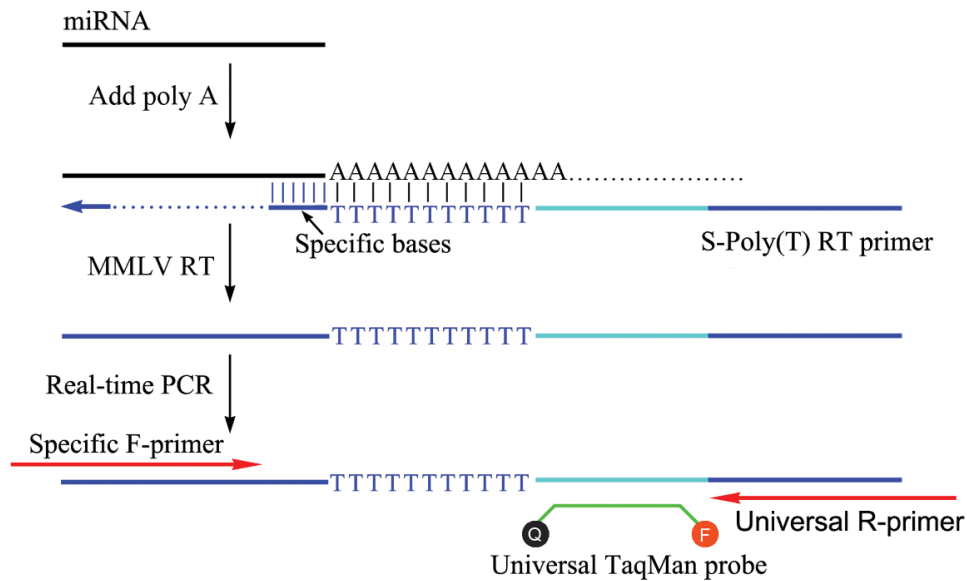 miRNA
Add poly A
AAAAAAAAAAAAA....................
TTTTTTTTTTT
Specific bases
S-Poly(T) RT primer
MMLV RT
TTTTTTTTTTT
Real-time PCR
Specific F-primer
TTTTTTTTTTT
Q
F
Universal R-primer
Universal TaqMan probe